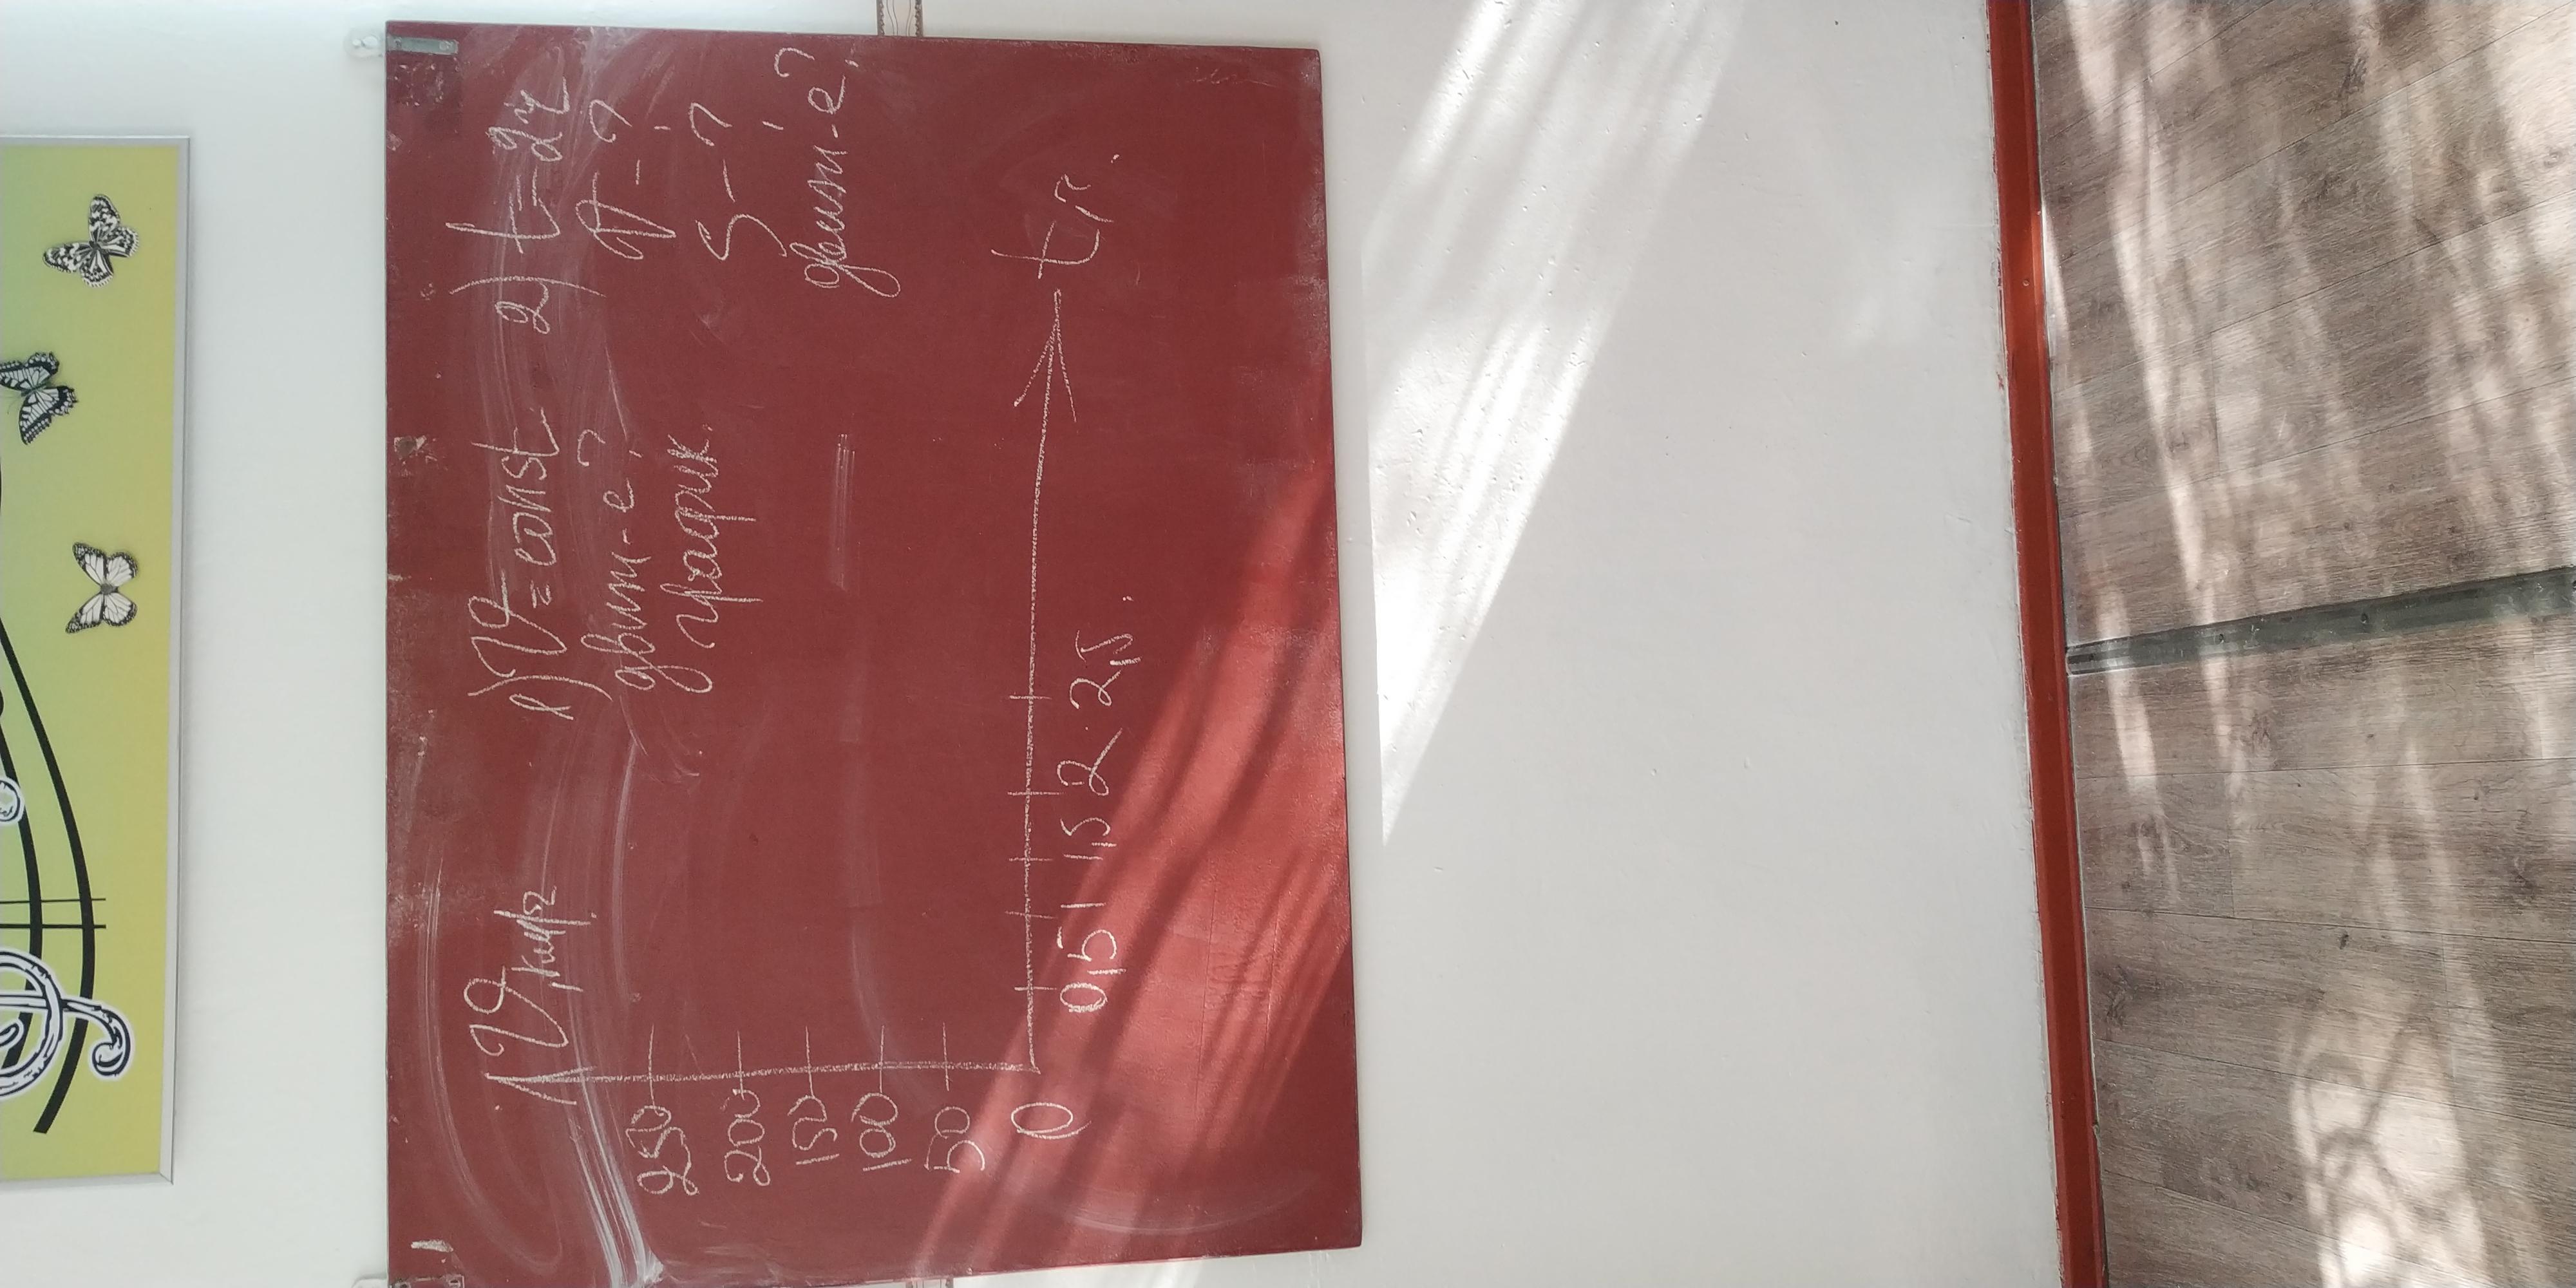 V км/ч
250
200
150
100
50
0
0,5 1 1,5 2 2,5
t ч.
1) V = const
движ-е?
график.
2) t = 2ч
V - ?
S - ?
движ-е?